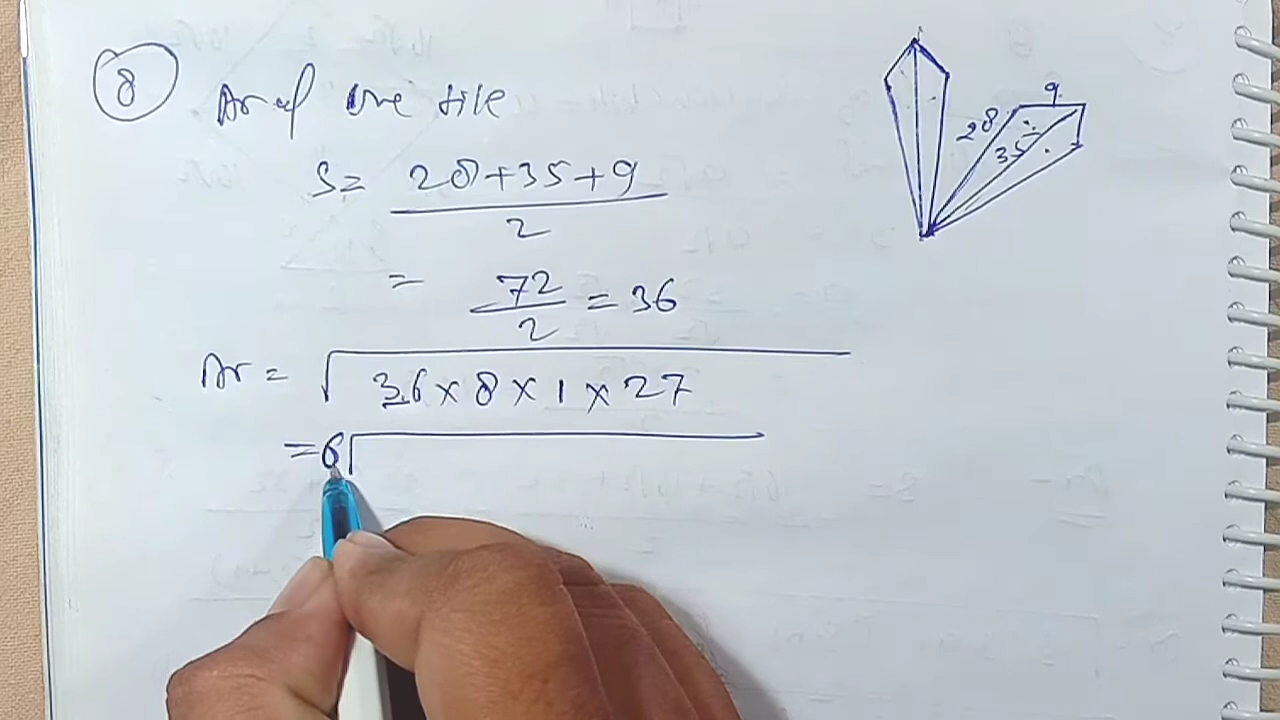 8 Ar of one tile
S = 28+35+9 / 2
= 72 / 2 = 36
Ar = √ 36 × 8 × 1 × 27
= 6√
28
35
9